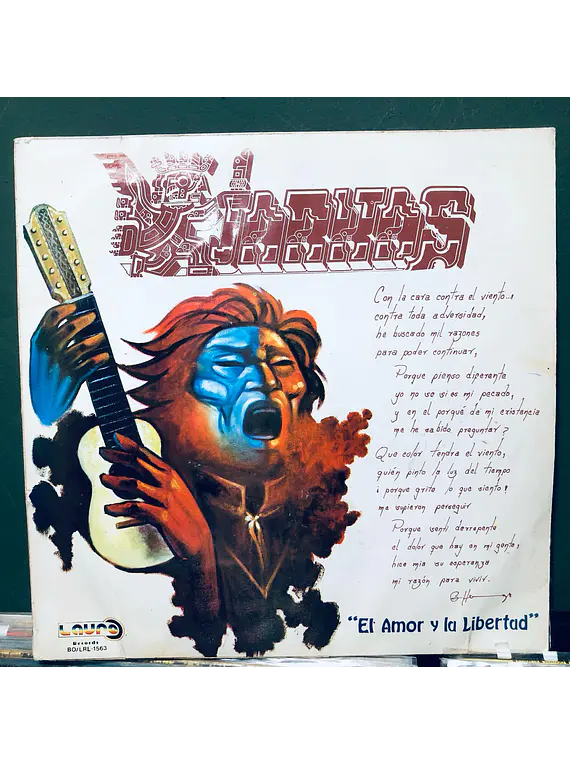 KJARKAS
Con la cara contra el viento...
contra toda adversidad,
he buscado mil razones
para poder continuar,
Porque pienso diferente
yo no se si es mi pecado,
y en el porqué de mi existencia
me he sabido preguntar?
Que color tendra el viento,
quién pinto la luz del tiempo
¡ porque grite lo que siento!
me supieron perseguir
Porque sentí derrepente
el dolor que hay en mi gente,
hice mia su esperanza
mi razón para vivir.
"El Amor y la Libertad"
LAURO
Records
BO/LRL-1563